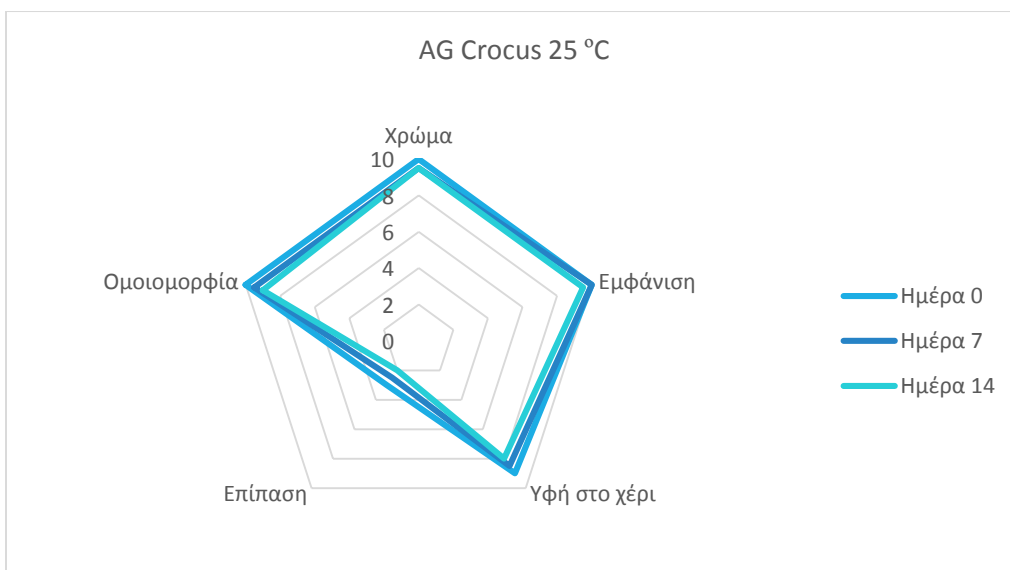 AG Crocus 25 °C
Χρώμα
10
8
6
4
2
0
Ομοιομορφία
Εμφάνιση
Επίπαση
Υφή στο χέρι
Ημέρα 0
Ημέρα 7
Ημέρα 14